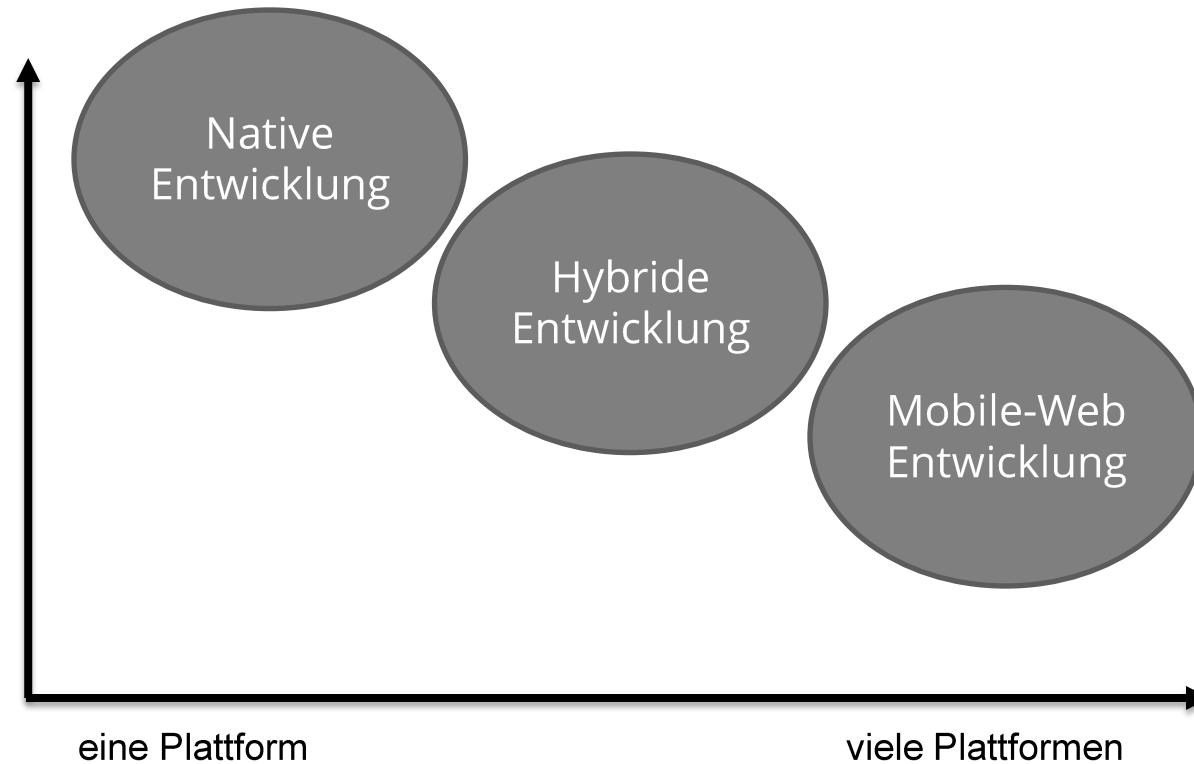 Native
Entwicklung
Hybride
Entwicklung
Mobile-Web
Entwicklung
eine Plattform
viele Plattformen